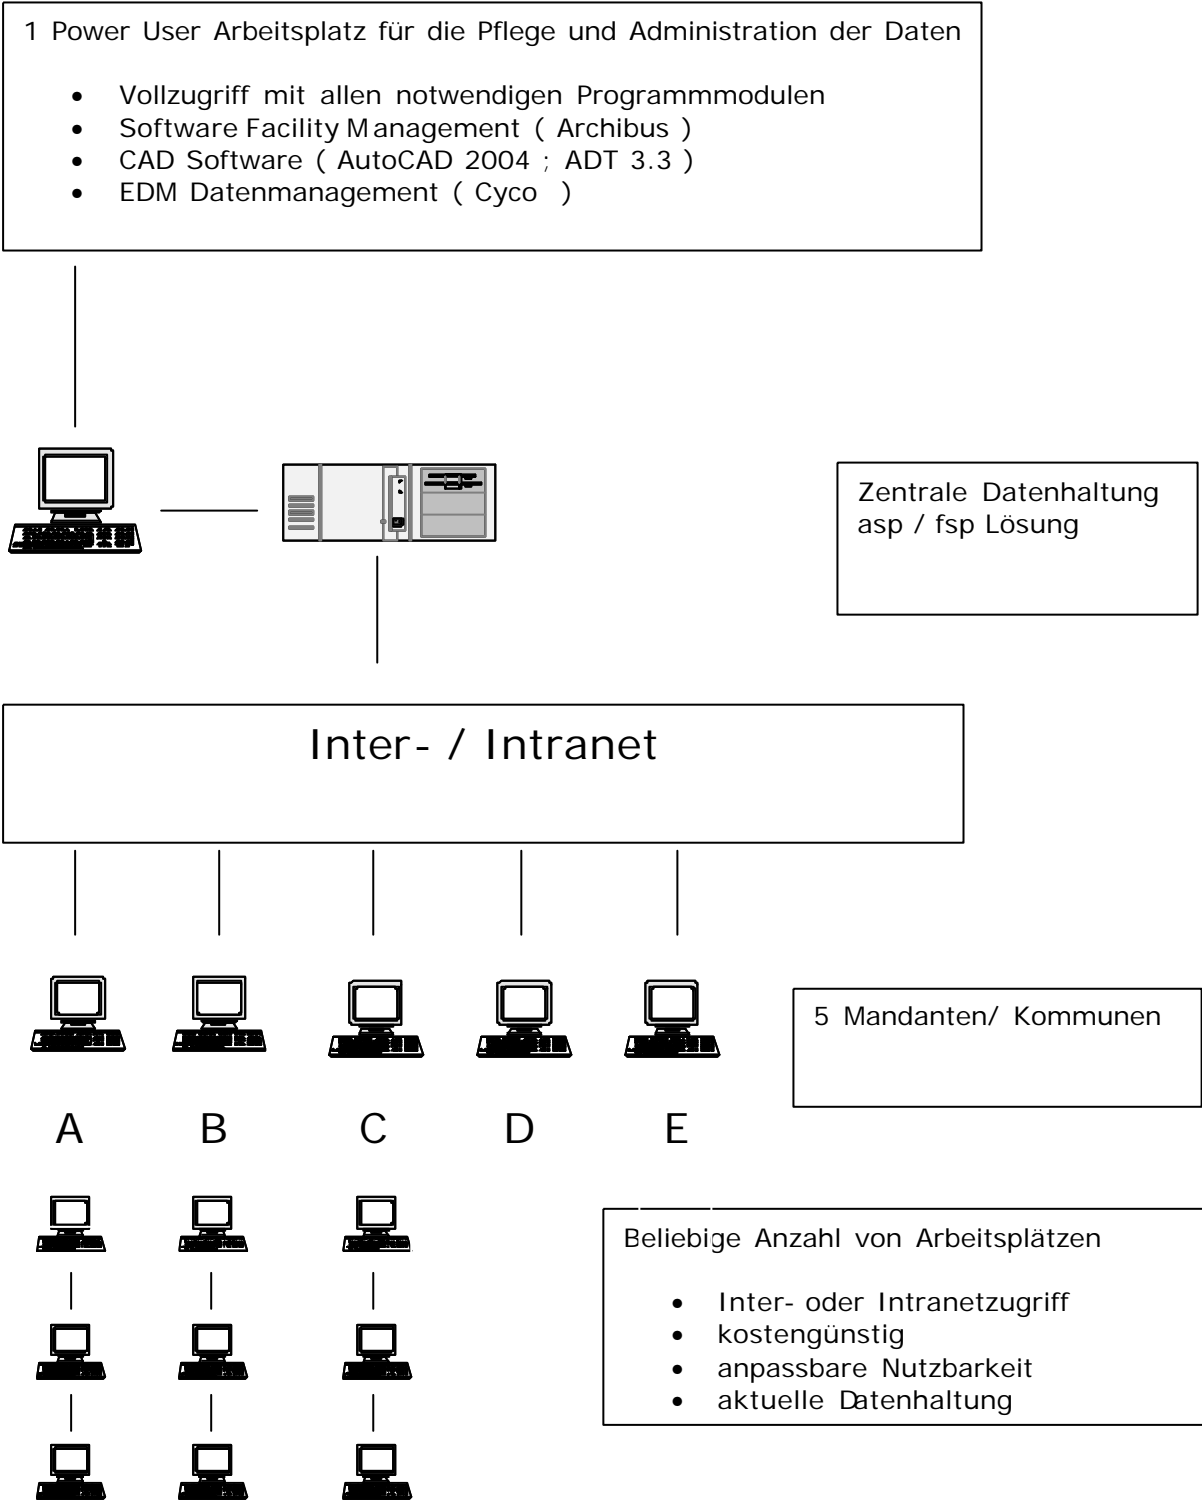 1 Power User Arbeitsplatz für die Pflege und Administration der Daten
• Vollzugriff mit allen notwendigen Programmmodulen
• Software Facility Management ( Archibus )
• CAD Software ( AutoCAD 2004 ; ADT 3.3 )
• EDM Datenmanagement ( Cyco )
Zentrale Datenhaltung
asp / fsp Lösung
Inter- / Intranet
5 Mandanten/ Kommunen
A B C D E
Beliebige Anzahl von Arbeitsplätzen
• Inter- oder Intranetzugriff
• kostengünstig
• anpassbare Nutzbarkeit
• aktuelle Datenhaltung